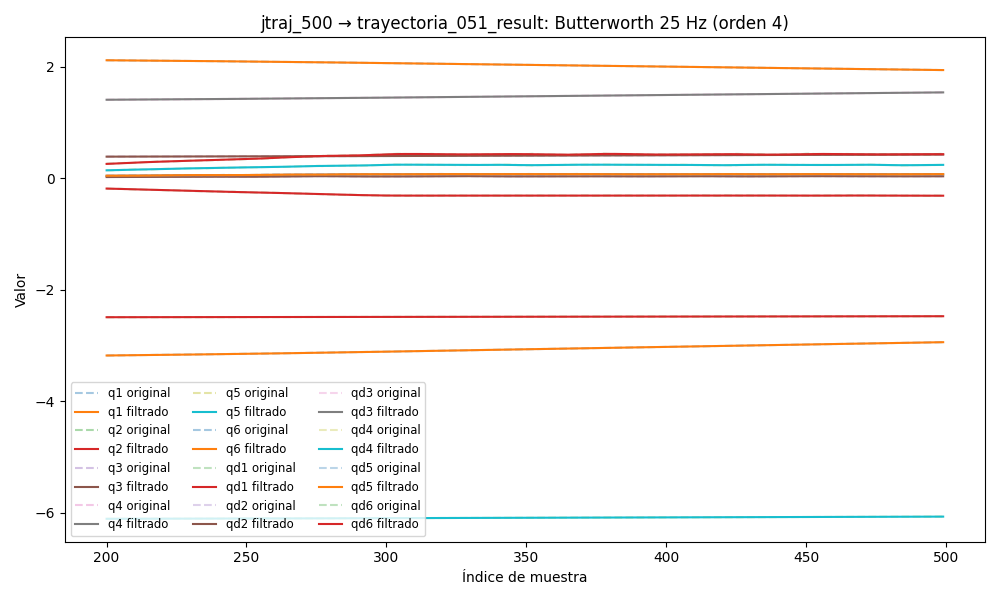 jtraj_500 → trayectoria_051_result: Butterworth 25 Hz (orden 4)
Valor
2
0
−2
−4
−6
q1 original
q1 filtrado
q2 original
q2 filtrado
q3 original
q3 filtrado
q4 original
q4 filtrado
q5 original
q5 filtrado
q6 original
q6 filtrado
qd1 original
qd1 filtrado
qd2 original
qd2 filtrado
qd3 original
qd3 filtrado
qd4 original
qd4 filtrado
qd5 original
qd5 filtrado
qd6 original
qd6 filtrado
200
250
300
350
400
450
500
Índice de muestra